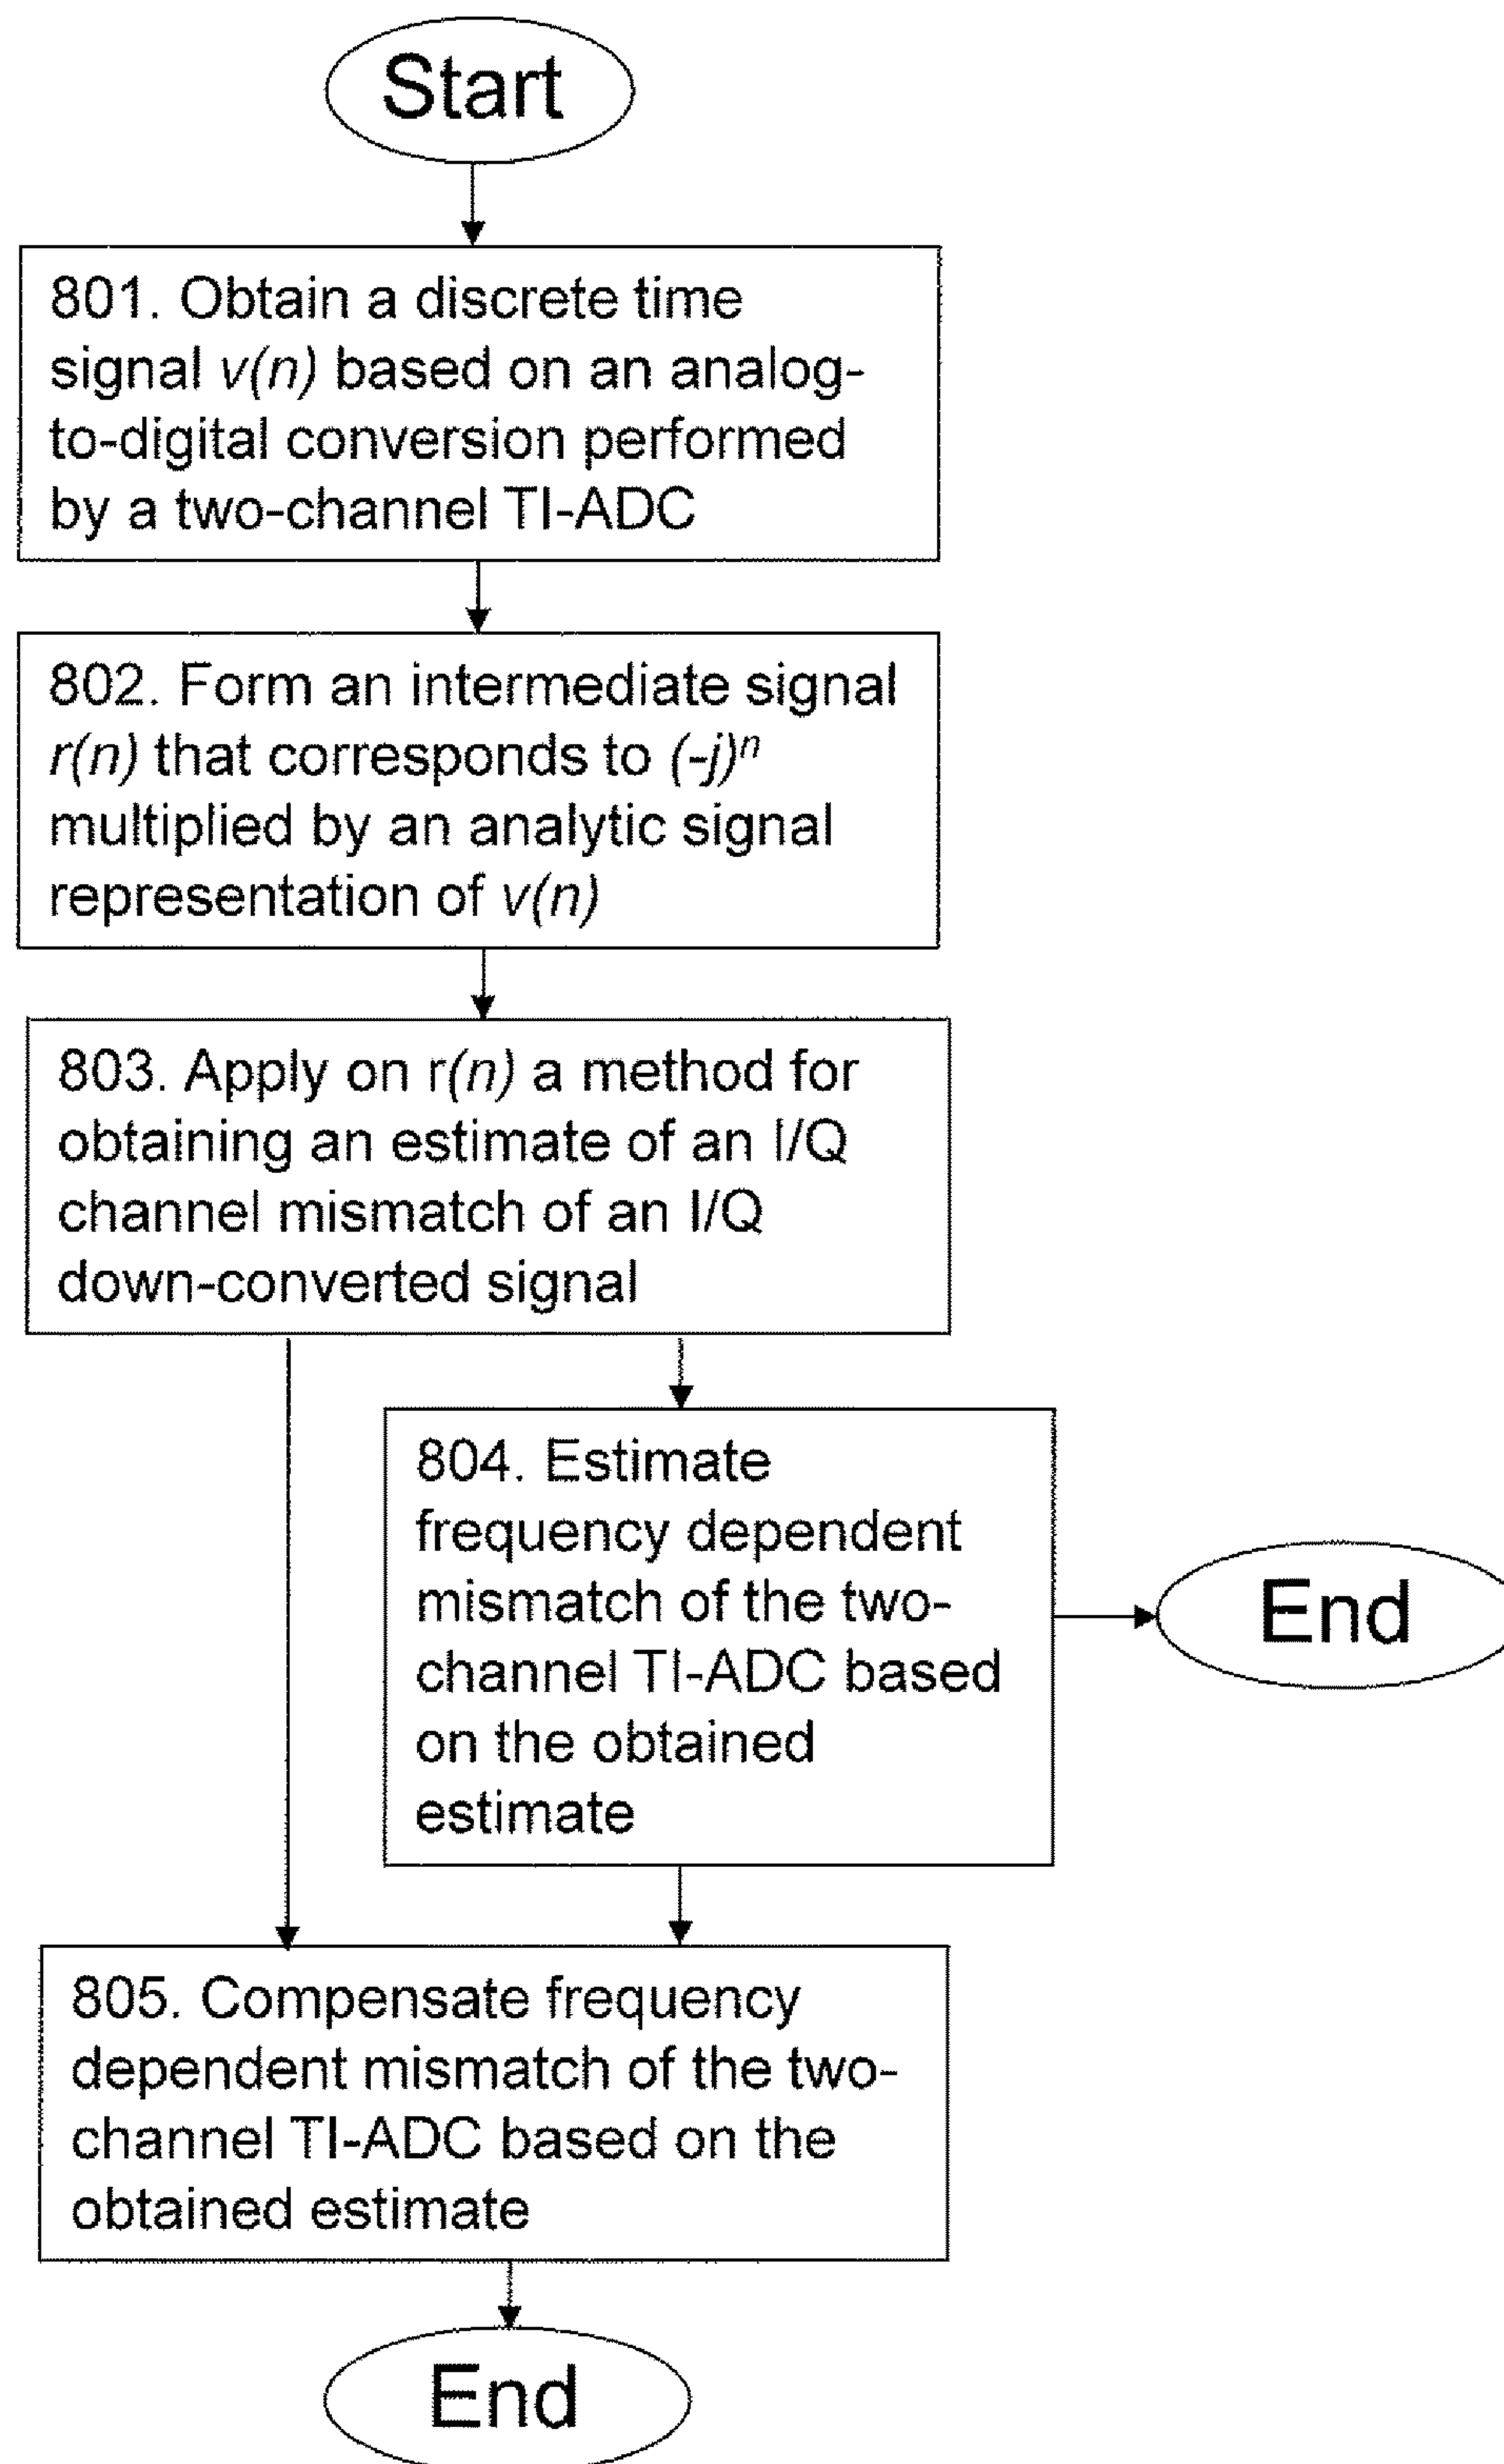 Start
801. Obtain a discrete time
signal v(n) based on an analog-
to-digital conversion performed
by a two-channel TI-ADC
802. Form an intermediate signal
r(n) that corresponds to (-j)ⁿ
multiplied by an analytic signal
representation of v(n)
803. Apply on r(n) a method for
obtaining an estimate of an I/Q
channel mismatch of an I/Q
down-converted signal
804. Estimate
frequency dependent
mismatch of the two-
channel TI-ADC based
on the obtained
estimate
End
805. Compensate frequency
dependent mismatch of the two-
channel TI-ADC based on the
obtained estimate
End